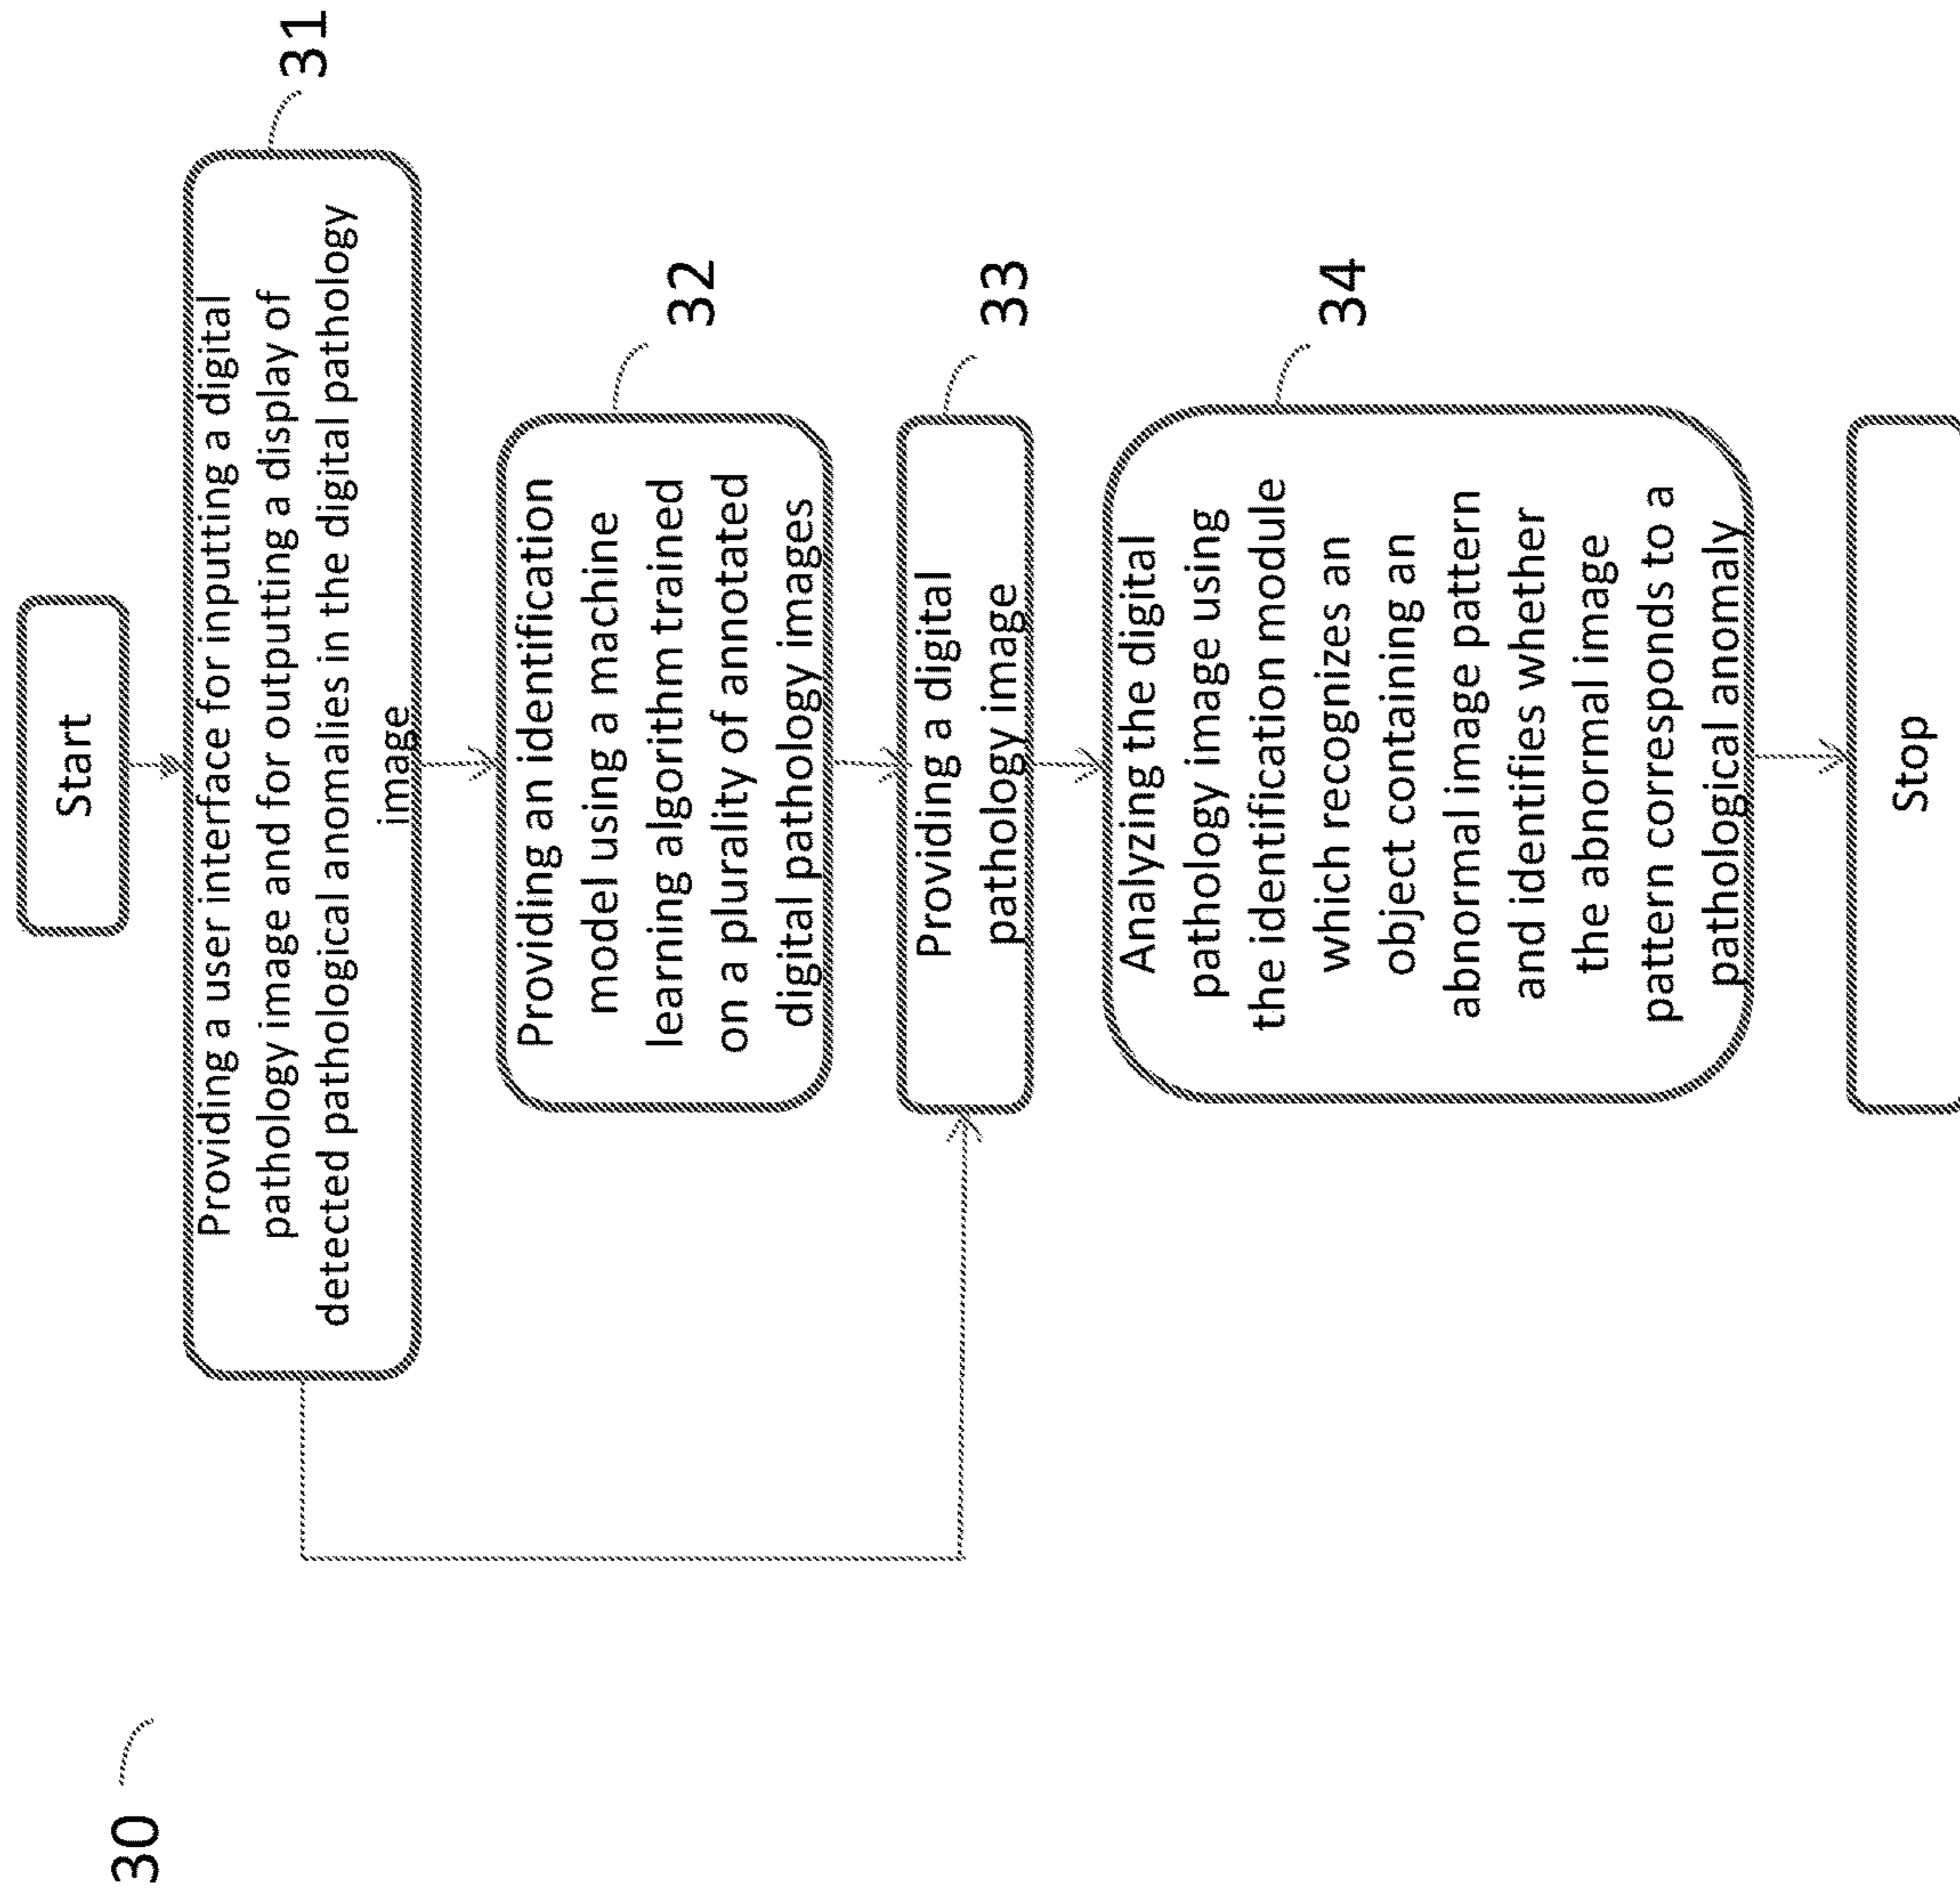 30
Start
Providing a user interface for inputting a digital
pathology image and for outputting a display of
detected pathological anomalies in the digital pathology
image
31
Providing an identification
model using a machine
learning algorithm trained
on a plurality of annotated
digital pathology images
32
Providing a digital
pathology image
33
Analyzing the digital
pathology image using
the identification module
which recognizes an
object containing an
abnormal image pattern
and identifies whether
the abnormal image
pattern corresponds to a
pathological anomaly
34
Stop